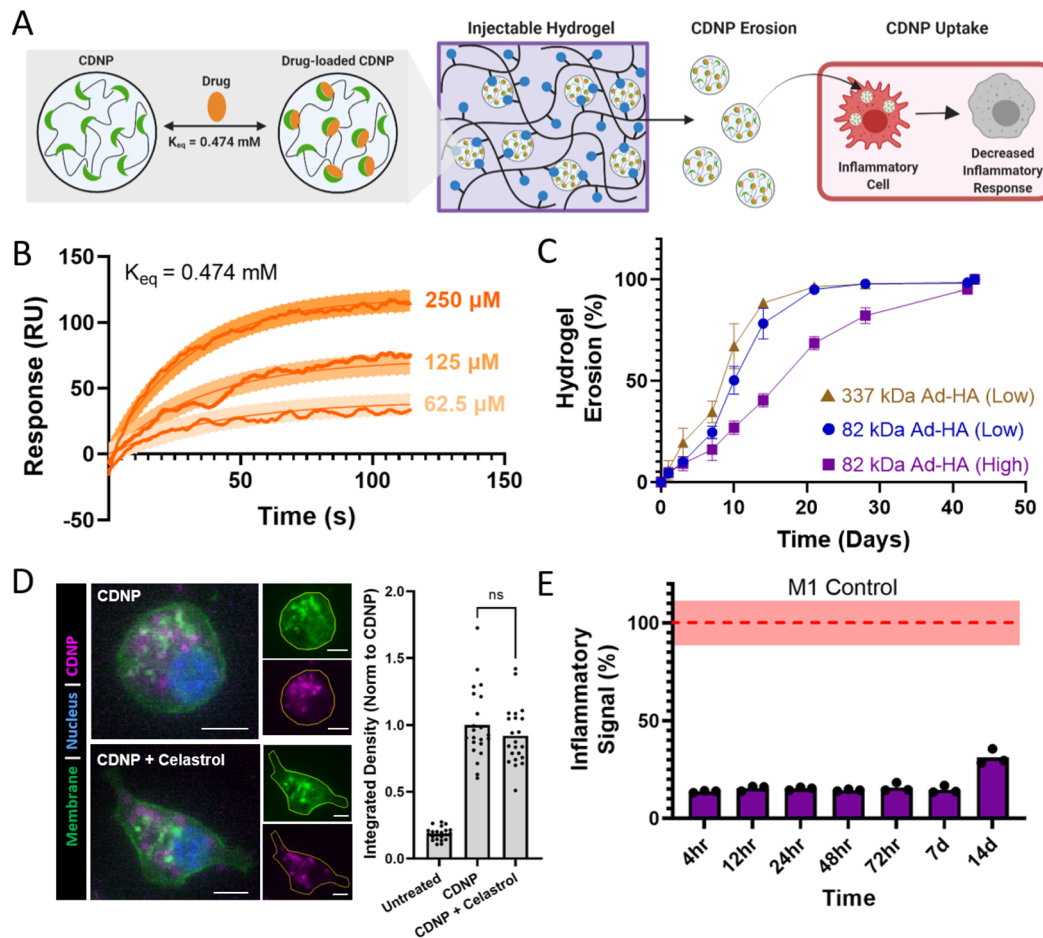 A
Injectable Hydrogel
CDNP Erosion
CDNP Uptake
CDNP
Drug
Drug-loaded CDNP
Keq = 0.474 mM
Inflammatory
Cell
Decreased
Inflammatory
Response
B
Keq = 0.474 mM
Response (RU)
150
100
50
0
-50
250 µM
125 µM
62.5 µM
50
100
150
Time (s)
C
Hydrogel
Erosion (%)
100
50
0
337 kDa Ad-HA (Low)
82 kDa Ad-HA (Low)
82 kDa Ad-HA (High)
0
10
20
30
40
50
Time (Days)
D
Membrane | Nucleus | CDNP
CDNP
CDNP + Celastrol
Integrated Density (Norm to CDNP)
2.0
1.5
1.0
0.5
0.0
ns
Untreated
CDNP
CDNP + Celastrol
E
M1 Control
Inflammatory
Signal (%)
100
50
0
4hr
12hr
24hr
48hr
72hr
7d
14d
Time